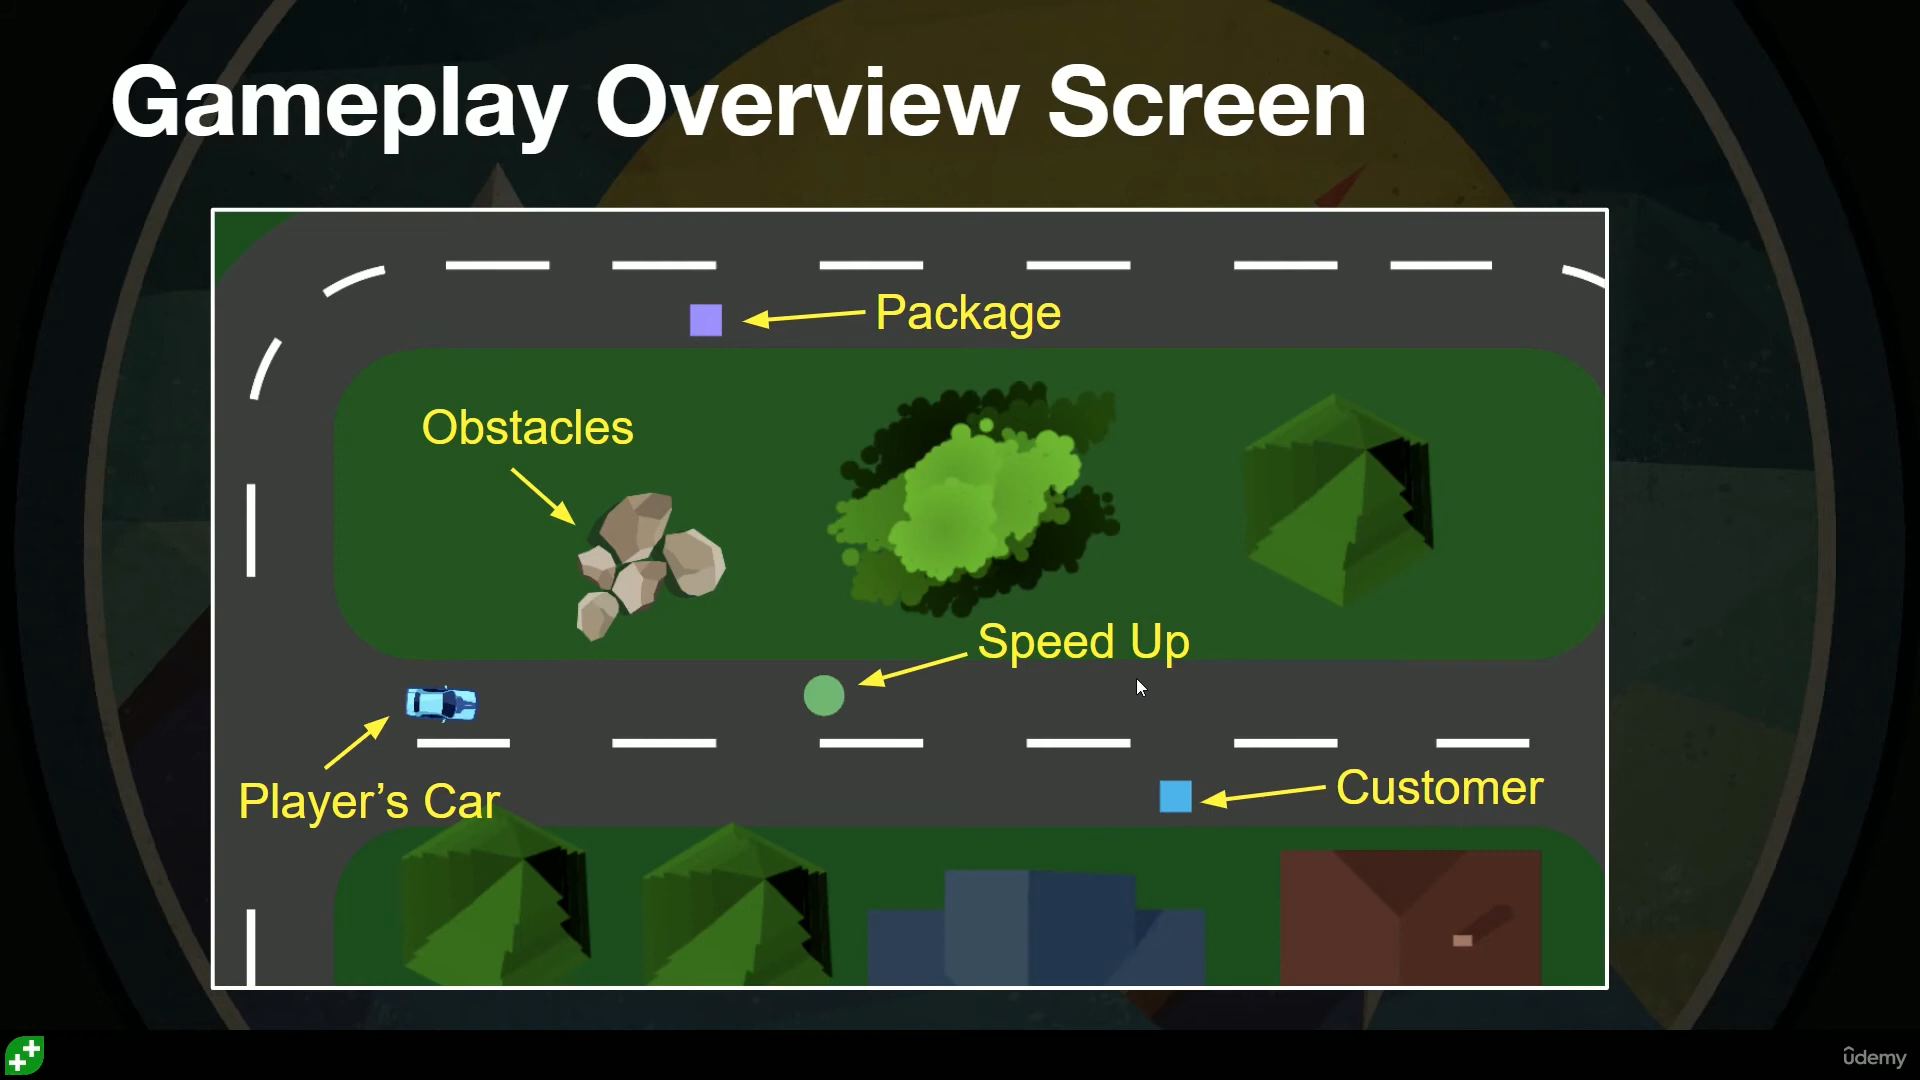 Gameplay Overview Screen
Package
Obstacles
Speed Up
Player’s Car
Customer
ûdemy